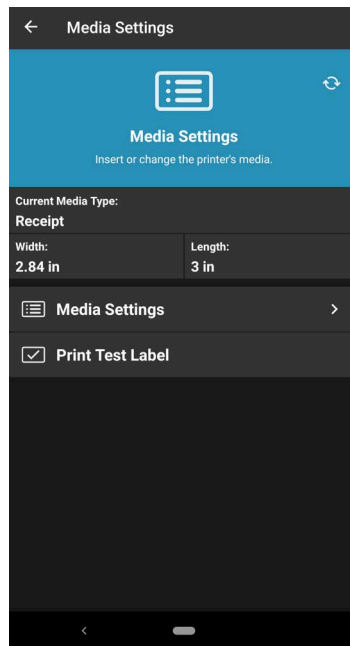 Media Settings
Media Settings
Insert or change the printer's media.
Current Media Type:
Receipt
Width:
2.84 in
Length:
3 in
Media Settings
Print Test Label